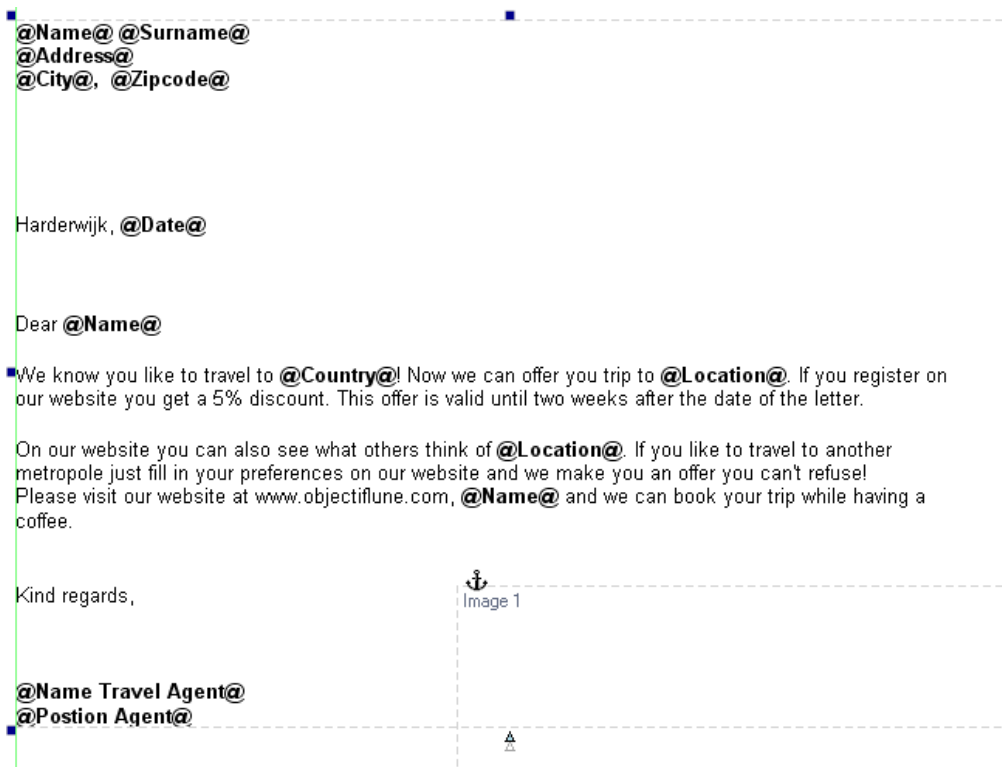 @Name@ @Surname@
@Address@
@City@, @Zipcode@
Harderwijk, @Date@
Dear @Name@
We know you like to travel to @Country@! Now we can offer you trip to @Location@. If you register on
our website you get a 5% discount. This offer is valid until two weeks after the date of the letter.
On our website you can also see what others think of @Location@. If you like to travel to another
metropole just fill in your preferences on our website and we make you an offer you can't refuse!
Please visit our website at www.objectiflune.com, @Name@ and we can book your trip while having a
coffee.
Kind regards,
Image 1
@Name Travel Agent@
@Postion Agent@